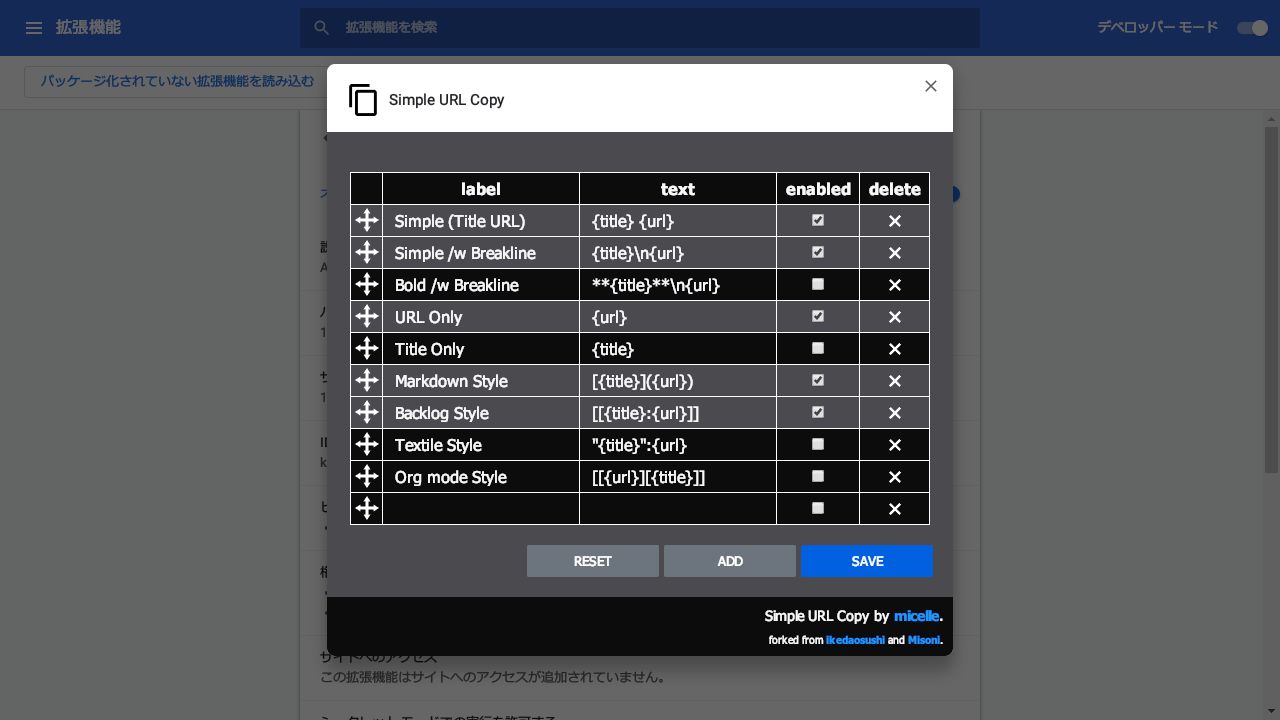 拡張機能
拡張機能を検索
デベロッパー モード
パッケージ化されていない拡張機能を読み込む
Simple URL Copy
label text enabled delete
Simple (Title URL) {title} {url}
Simple /w Breakline {title}\n{url}
Bold /w Breakline **{title}**\n{url}
URL Only {url}
Title Only {title}
Markdown Style [{title}]({url})
Backlog Style [[{title}:{url}]]
Textile Style "{title}":{url}
Org mode Style [[{url}][{title}]]
RESET ADD SAVE
Simple URL Copy by micelle.
forked from ikedaosushi and Misoni.
サイトへのアクセス
この拡張機能はサイトへのアクセスが追加されていません。
シークレット モードでの実行を許可する